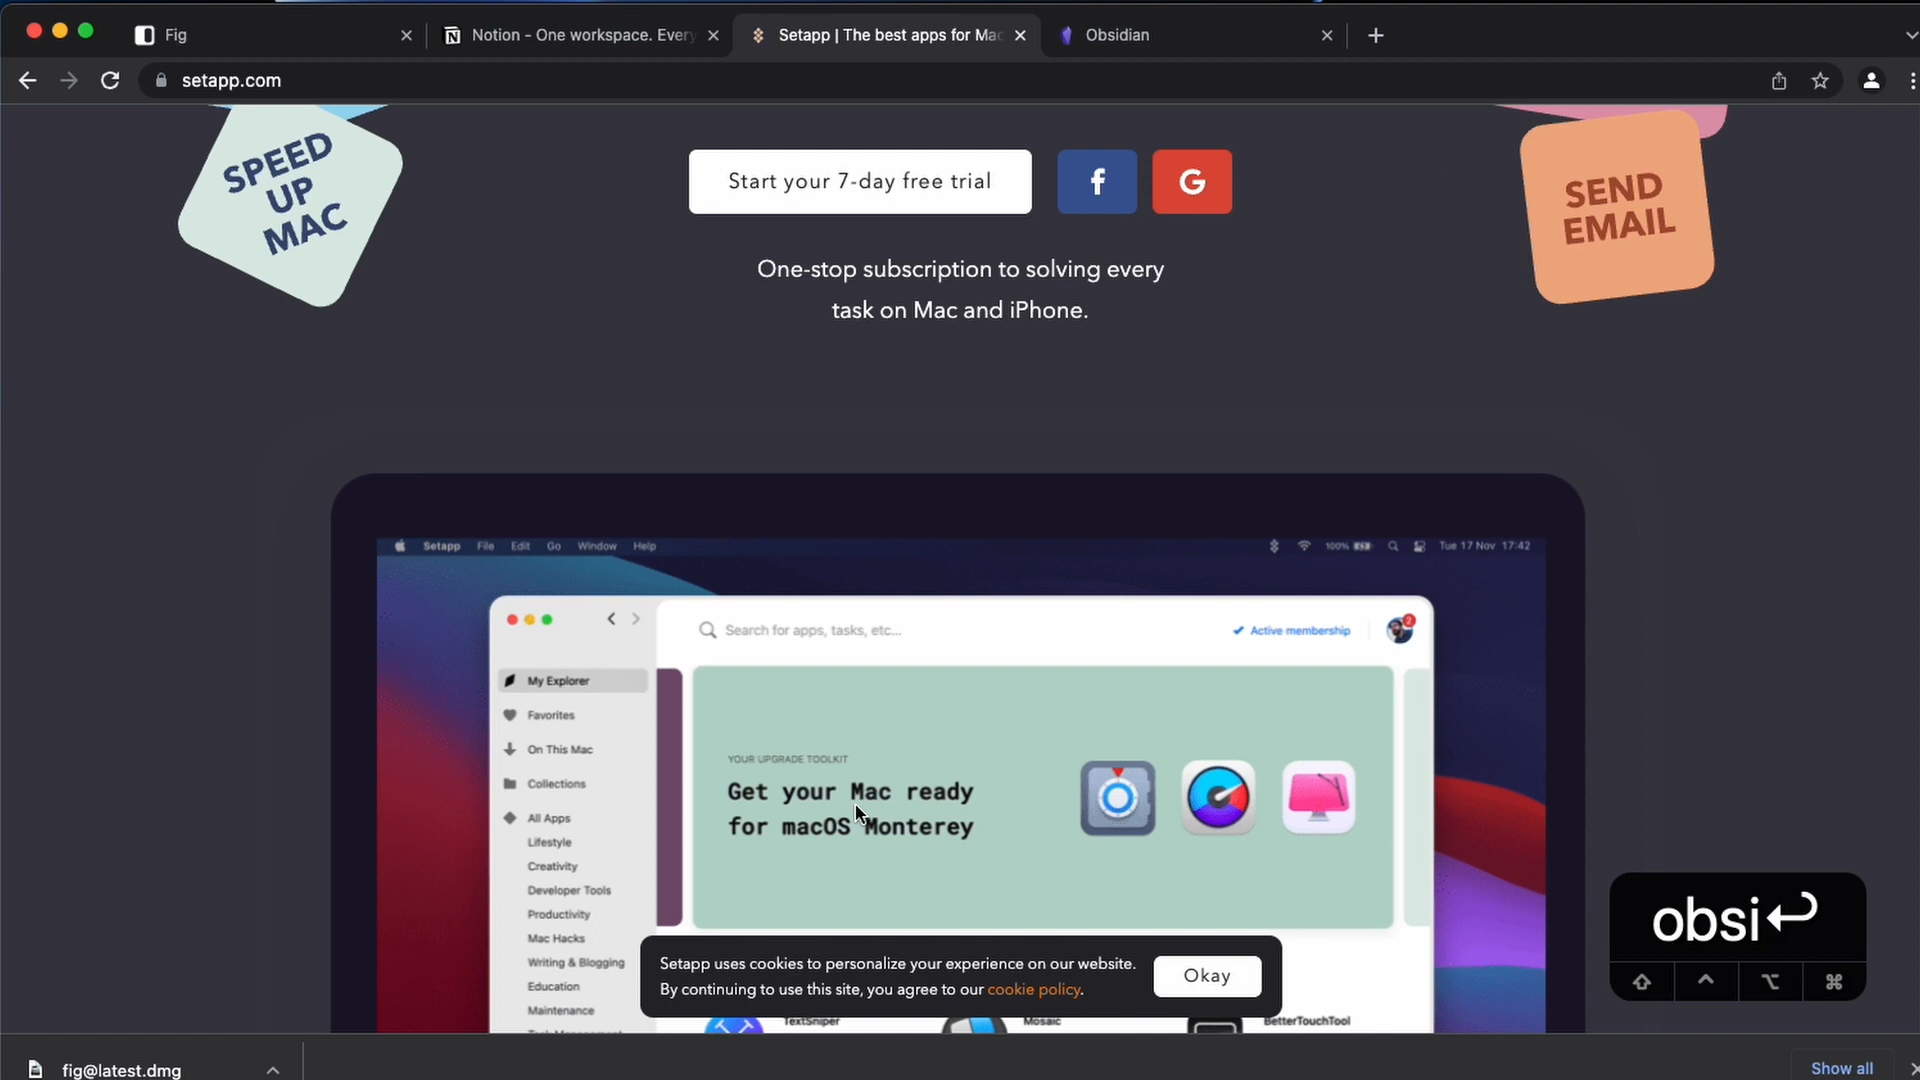 Fig
Notion – One workspace. Every
Setapp | The best apps for Mac
Obsidian
setapp.com
SPEED
UP
MAC
Start your 7-day free trial
f
G
SEND
EMAIL
One-stop subscription to solving every
task on Mac and iPhone.
Setapp File Edit Go Window Help
100% Tue 17 Nov 17:42
Search for apps, tasks, etc...
Active membership
2
My Explorer
Favorites
On This Mac
Collections
All Apps
Lifestyle
Creativity
Developer Tools
Productivity
Mac Hacks
Writing & Blogging
Education
Maintenance
Task Management
YOUR UPGRADE TOOLKIT
Get your Mac ready
for macOS Monterey
Setapp uses cookies to personalize your experience on our website.
By continuing to use this site, you agree to our cookie policy.
Okay
TextSniper
Mosaic
BetterTouchTool
obsi
fig@latest.dmg
Show all